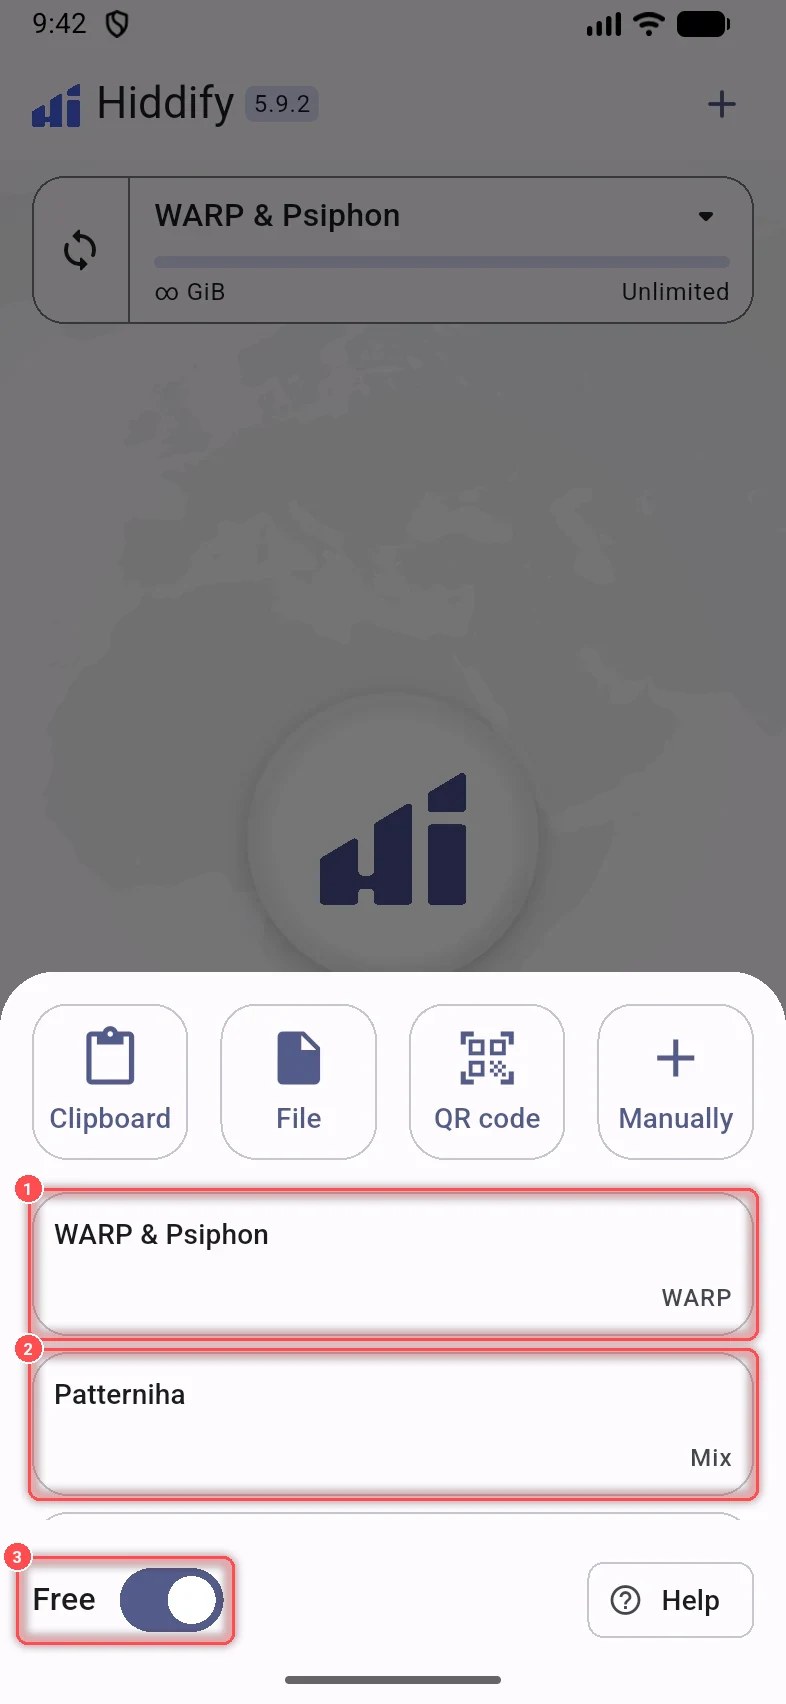 9:42
Hiddify 5.9.2
WARP & Psiphon
∞ GiB
Unlimited
Clipboard
File
QR code
Manually
1
WARP & Psiphon
WARP
2
Patterniha
Mix
3
Free
Help